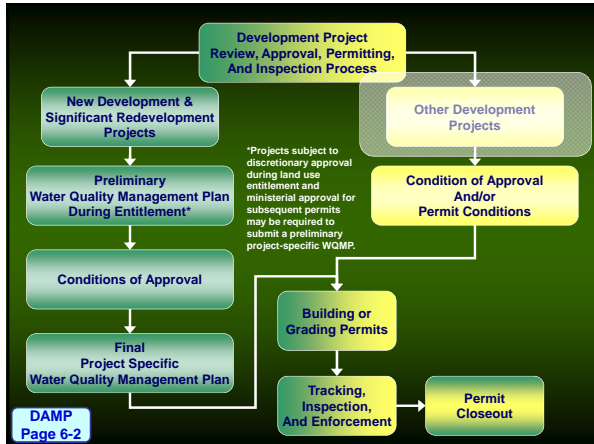 Development Project
Review, Approval, Permitting,
And Inspection Process
New Development &
Significant Redevelopment
Projects
Other Development
Projects
*Projects subject to
discretionary approval
during land use
entitlement and
ministerial approval for
subsequent permits
may be required to
submit a preliminary
project-specific WQMP.
Preliminary
Water Quality Management Plan
During Entitlement*
Condition of Approval
And/or
Permit Conditions
Conditions of Approval
Building or
Grading Permits
Final
Project Specific
Water Quality Management Plan
Tracking,
Inspection,
And Enforcement
Permit
Closeout
DAMP
Page 6-2